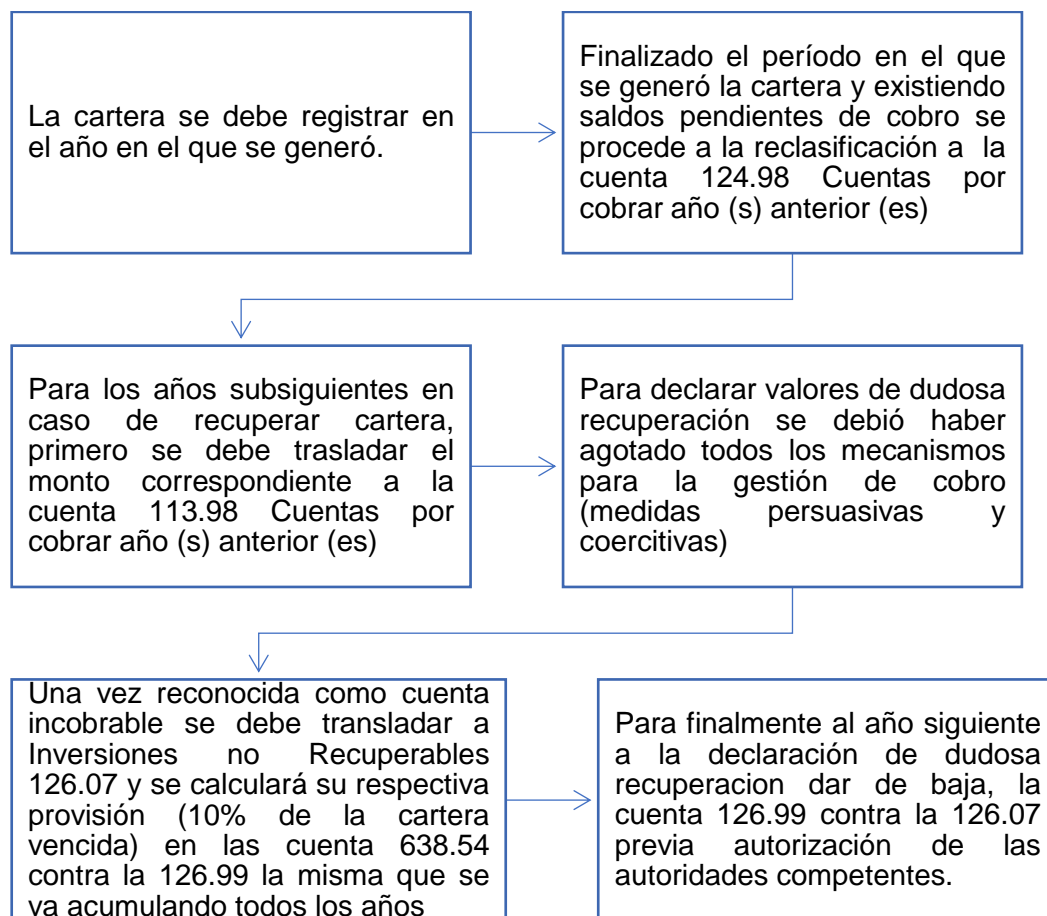 La cartera se debe registrar en
el año en el que se generó.
Finalizado el período en el que
se generó la cartera y existiendo
saldos pendientes de cobro se
procede a la reclasificación a la
cuenta 124.98 Cuentas por
cobrar año (s) anterior (es)
Para los años subsiguientes en
caso de recuperar cartera,
primero se debe trasladar el
monto correspondiente a la
cuenta 113.98 Cuentas por
cobrar año (s) anterior (es)
Para declarar valores de dudosa
recuperación se debió haber
agotado todos los mecanismos
para la gestión de cobro
(medidas persuasivas y
coercitivas)
Una vez reconocida como cuenta
incobrable se debe transladar a
Inversiones no Recuperables
126.07 y se calculará su respectiva
provisión (10% de la cartera
vencida) en las cuenta 638.54
contra la 126.99 la misma que se
va acumulando todos los años
Para finalmente al año siguiente
a la declaración de dudosa
recuperacion dar de baja, la
cuenta 126.99 contra la 126.07
previa autorización de las
autoridades competentes.